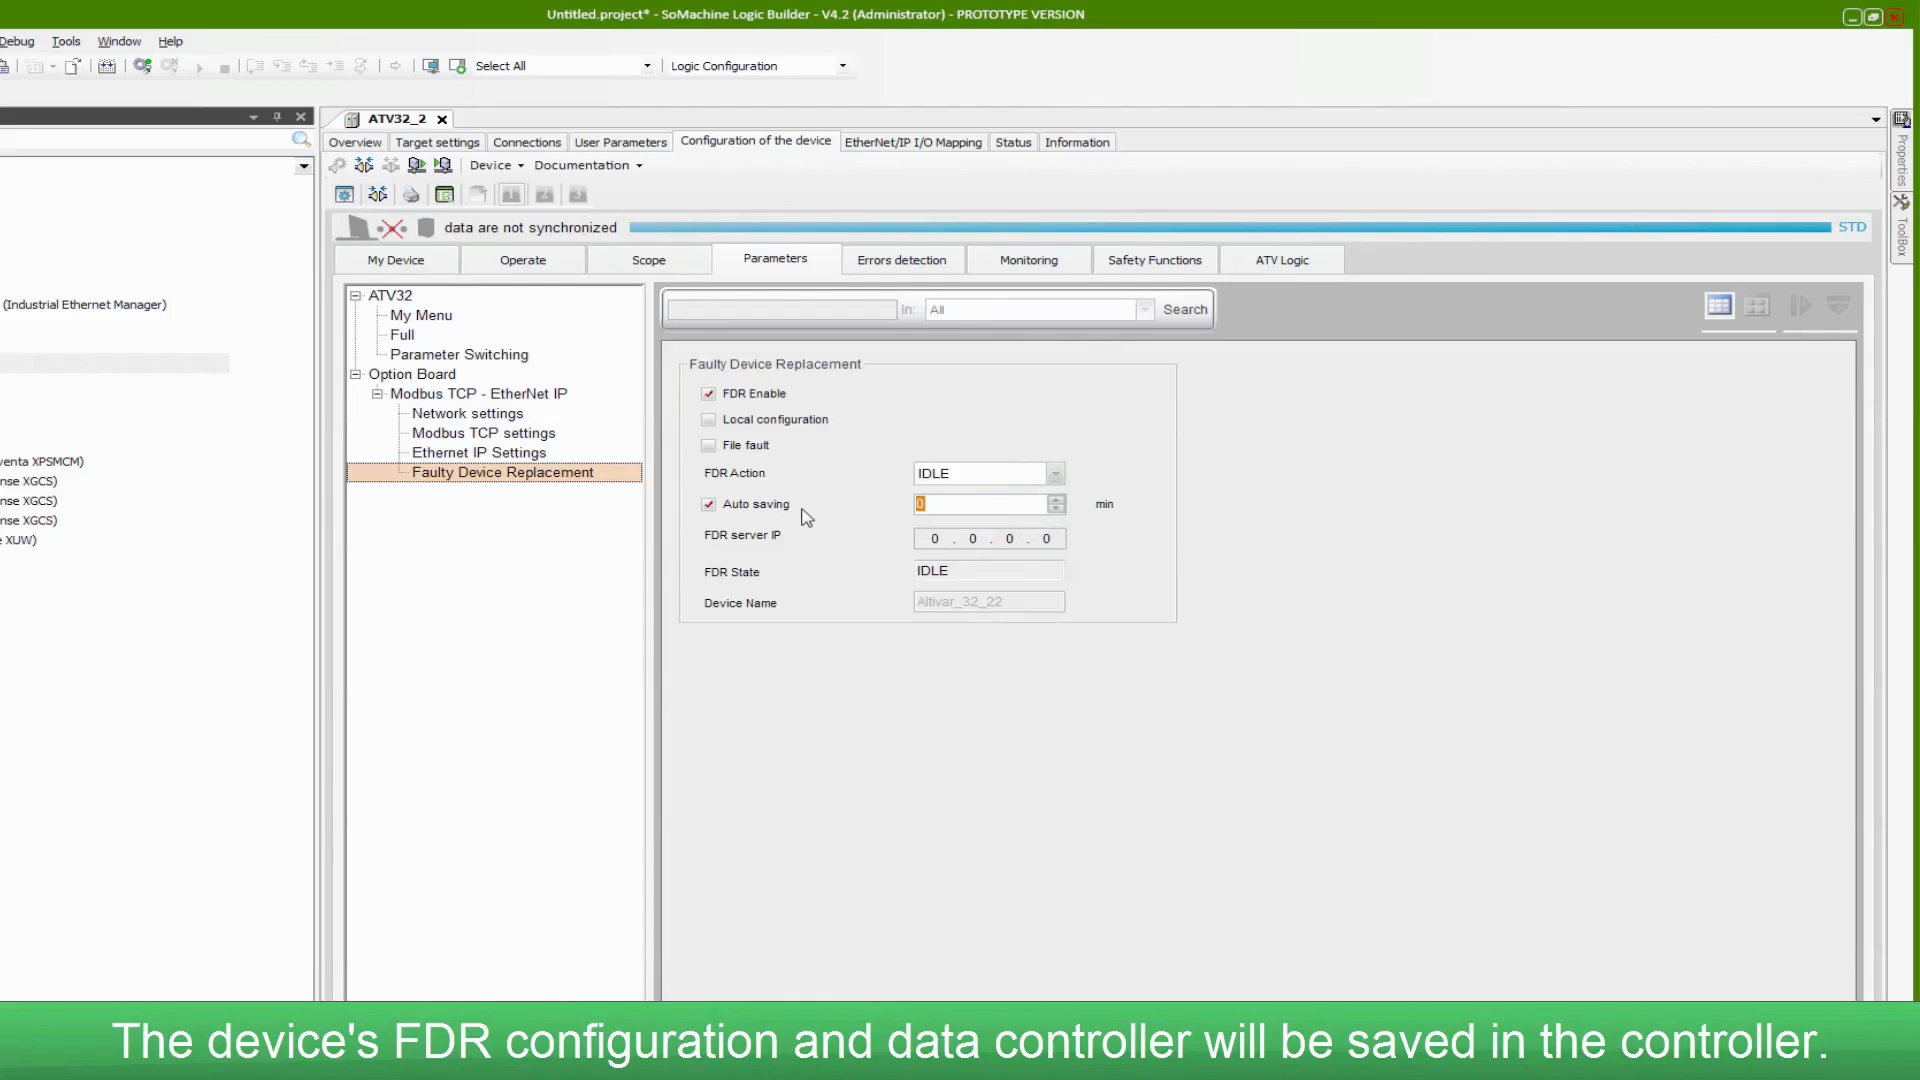 Untitled.project* - SoMachine Logic Builder - V4.2 (Administrator) - PROTOTYPE VERSION
Debug Tools Window Help
Select All Logic Configuration
ATV32_2
Overview Target settings Connections User Parameters Configuration of the device EtherNet/IP I/O Mapping Status Information
Device Documentation
1 2 3
data are not synchronized STD
My Device Operate Scope Parameters Errors detection Monitoring Safety Functions ATV Logic
Properties
ToolBox
(Industrial Ethernet Manager)
venta XPSMCM)
nse XGCS)
nse XGCS)
nse XGCS)
e XUW)
ATV32
My Menu
Full
Parameter Switching
Option Board
Modbus TCP - EtherNet IP
Network settings
Modbus TCP settings
Ethernet IP Settings
Faulty Device Replacement
In: All Search
Faulty Device Replacement
FDR Enable
Local configuration
File fault
FDR Action IDLE
Auto saving 0 min
FDR server IP 0 . 0 . 0 . 0
FDR State IDLE
Device Name Altivar_32_22
The device's FDR configuration and data controller will be saved in the controller.